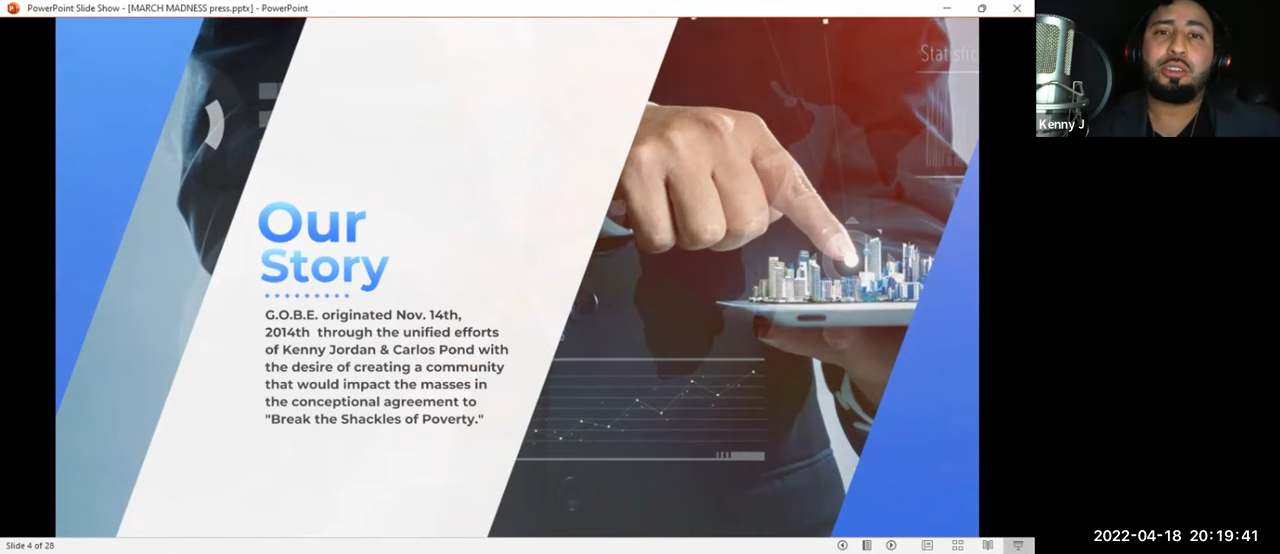 PowerPoint Slide Show - [MARCH MADNESS press.pptx] - PowerPoint
Kenny J
Our
Story
G.O.B.E. originated Nov. 14th,
2014th through the unified efforts
of Kenny Jordan & Carlos Pond with
the desire of creating a community
that would impact the masses in
the conceptional agreement to
"Break the Shackles of Poverty."
Slide 4 of 28
2022-04-18 20:19:41